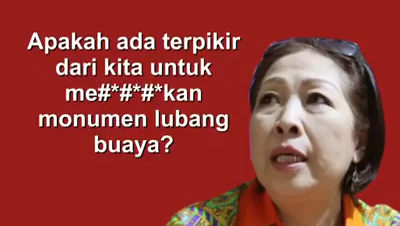 Apakah ada terpikir
dari kita untuk
me#*#*#*kan
monumen lubang
buaya?